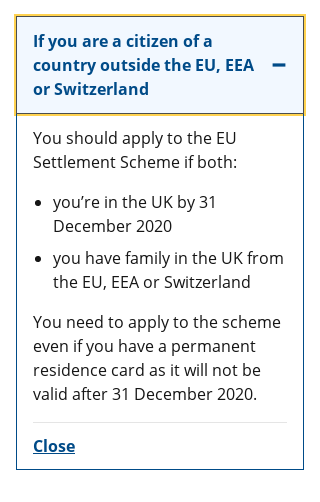 If you are a citizen of a
country outside the EU, EEA
or Switzerland
You should apply to the EU
Settlement Scheme if both:
• you’re in the UK by 31
December 2020
• you have family in the UK from
the EU, EEA or Switzerland
You need to apply to the scheme
even if you have a permanent
residence card as it will not be
valid after 31 December 2020.
Close